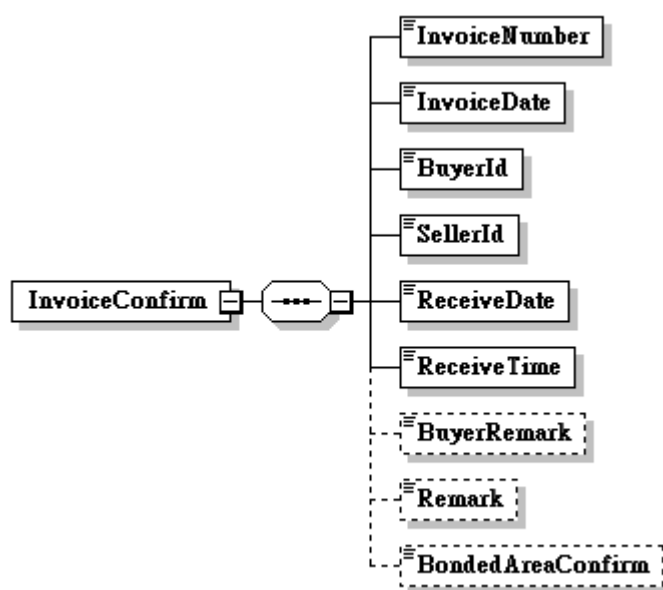 InvoiceNumber
InvoiceDate
BuyerId
SellerId
InvoiceConfirm
ReceiveDate
ReceiveTime
BuyerRemark
Remark
BondedAreaConfirm